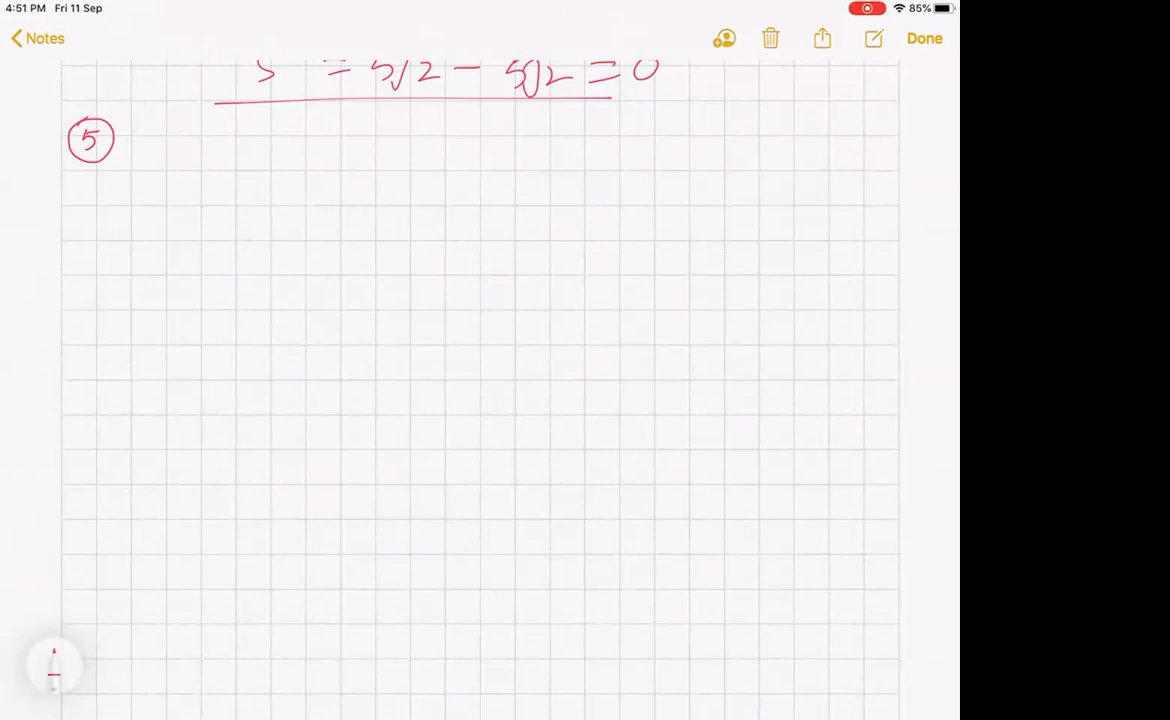 4:51 PM Fri 11 Sep
85%
Notes
Done
= 5√2 - 5√2 = 0
5